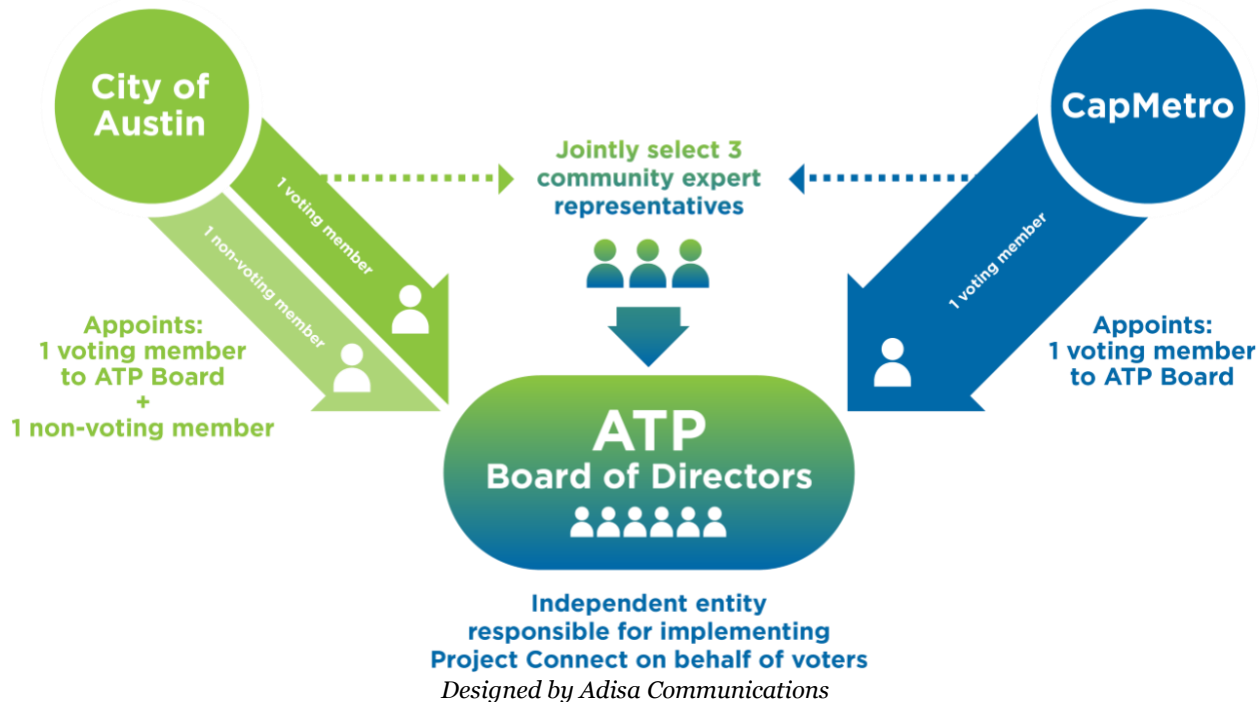 City of
Austin
CapMetro
Jointly select 3
community expert
representatives
1 voting member
1 non-voting member
1 voting member
Appoints:
1 voting member
to ATP Board
+
1 non-voting member
Appoints:
1 voting member
to ATP Board
ATP
Board of Directors
Independent entity
responsible for implementing
Project Connect on behalf of voters
Designed by Adisa Communications